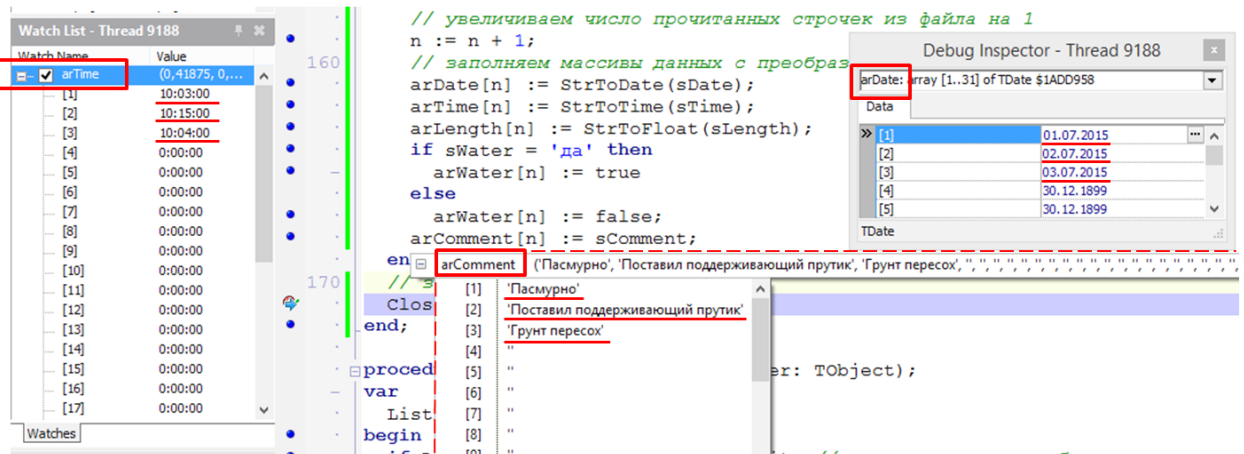 Watch List - Thread 9188
Watch Name Value
arTime (0,41875, 0,...
[1] 10:03:00
[2] 10:15:00
[3] 10:04:00
[4] 0:00:00
[5] 0:00:00
[6] 0:00:00
[7] 0:00:00
[8] 0:00:00
[9] 0:00:00
[10] 0:00:00
[11] 0:00:00
[12] 0:00:00
[13] 0:00:00
[14] 0:00:00
[15] 0:00:00
[16] 0:00:00
[17] 0:00:00
Watches
// увеличиваем число прочитанных строчек из файла на 1
n := n + 1;
160 // заполняем массивы данных с преобраз
arDate[n] := StrToDate(sDate);
arTime[n] := StrToTime(sTime);
arLength[n] := StrToFloat(sLength);
if sWater = 'да' then
arWater[n] := true
else
arWater[n] := false;
arComment[n] := sComment;
en
170 // з
Clos
end;
proced er: TObject);
var
List
begin
Debug Inspector - Thread 9188
arDate: array [1..31] of TDate $1ADD958
Data
[1] 01.07.2015 ...
[2] 02.07.2015
[3] 03.07.2015
[4] 30.12.1899
[5] 30.12.1899
TDate
arComment ('Пасмурно', 'Поставил поддерживающий прутик', 'Грунт пересох', '', '', '', '', '', '', '', '', '', '', '', '', '', '', '', '', '', ''
[1] 'Пасмурно'
[2] 'Поставил поддерживающий прутик'
[3] 'Грунт пересох'
[4] ''
[5] ''
[6] ''
[7] ''
[8] ''